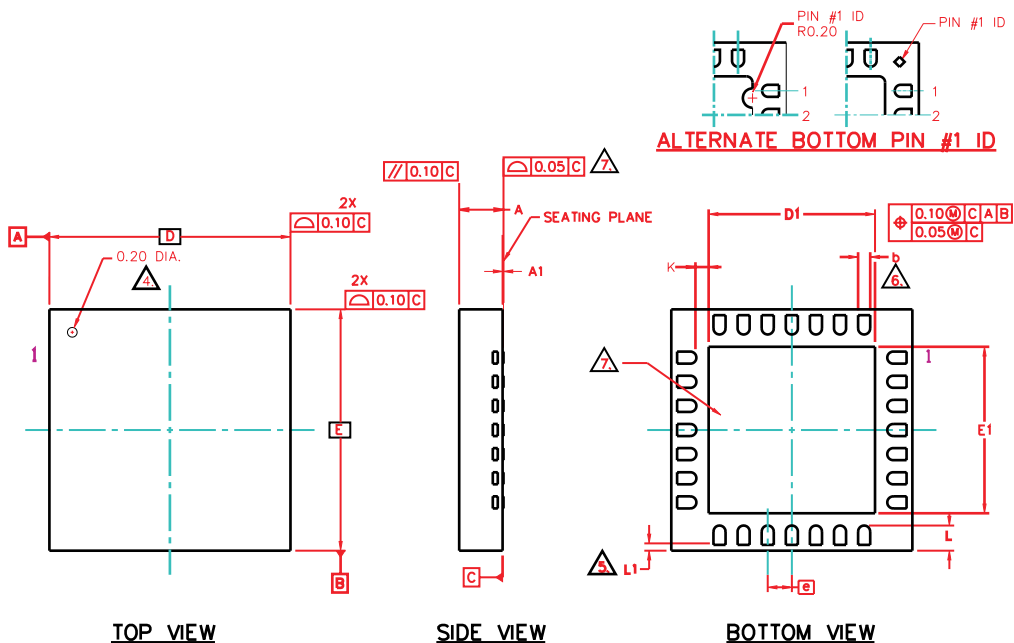 PIN #1 ID
R0.20
PIN #1 ID
1
2
1
2
ALTERNATE BOTTOM PIN #1 ID
// 0.10 C
⌓ 0.05 C
7.
A
SEATING PLANE
A1
2X
⌓ 0.10 C
A
D
0.20 DIA.
4.
2X
⌓ 0.10 C
1
E
B
C
D1
⌖ 0.10 Ⓜ C A B
0.05 Ⓜ C
K
b
6.
7.
1
E1
L
5.
L1
e
TOP VIEW
SIDE VIEW
BOTTOM VIEW